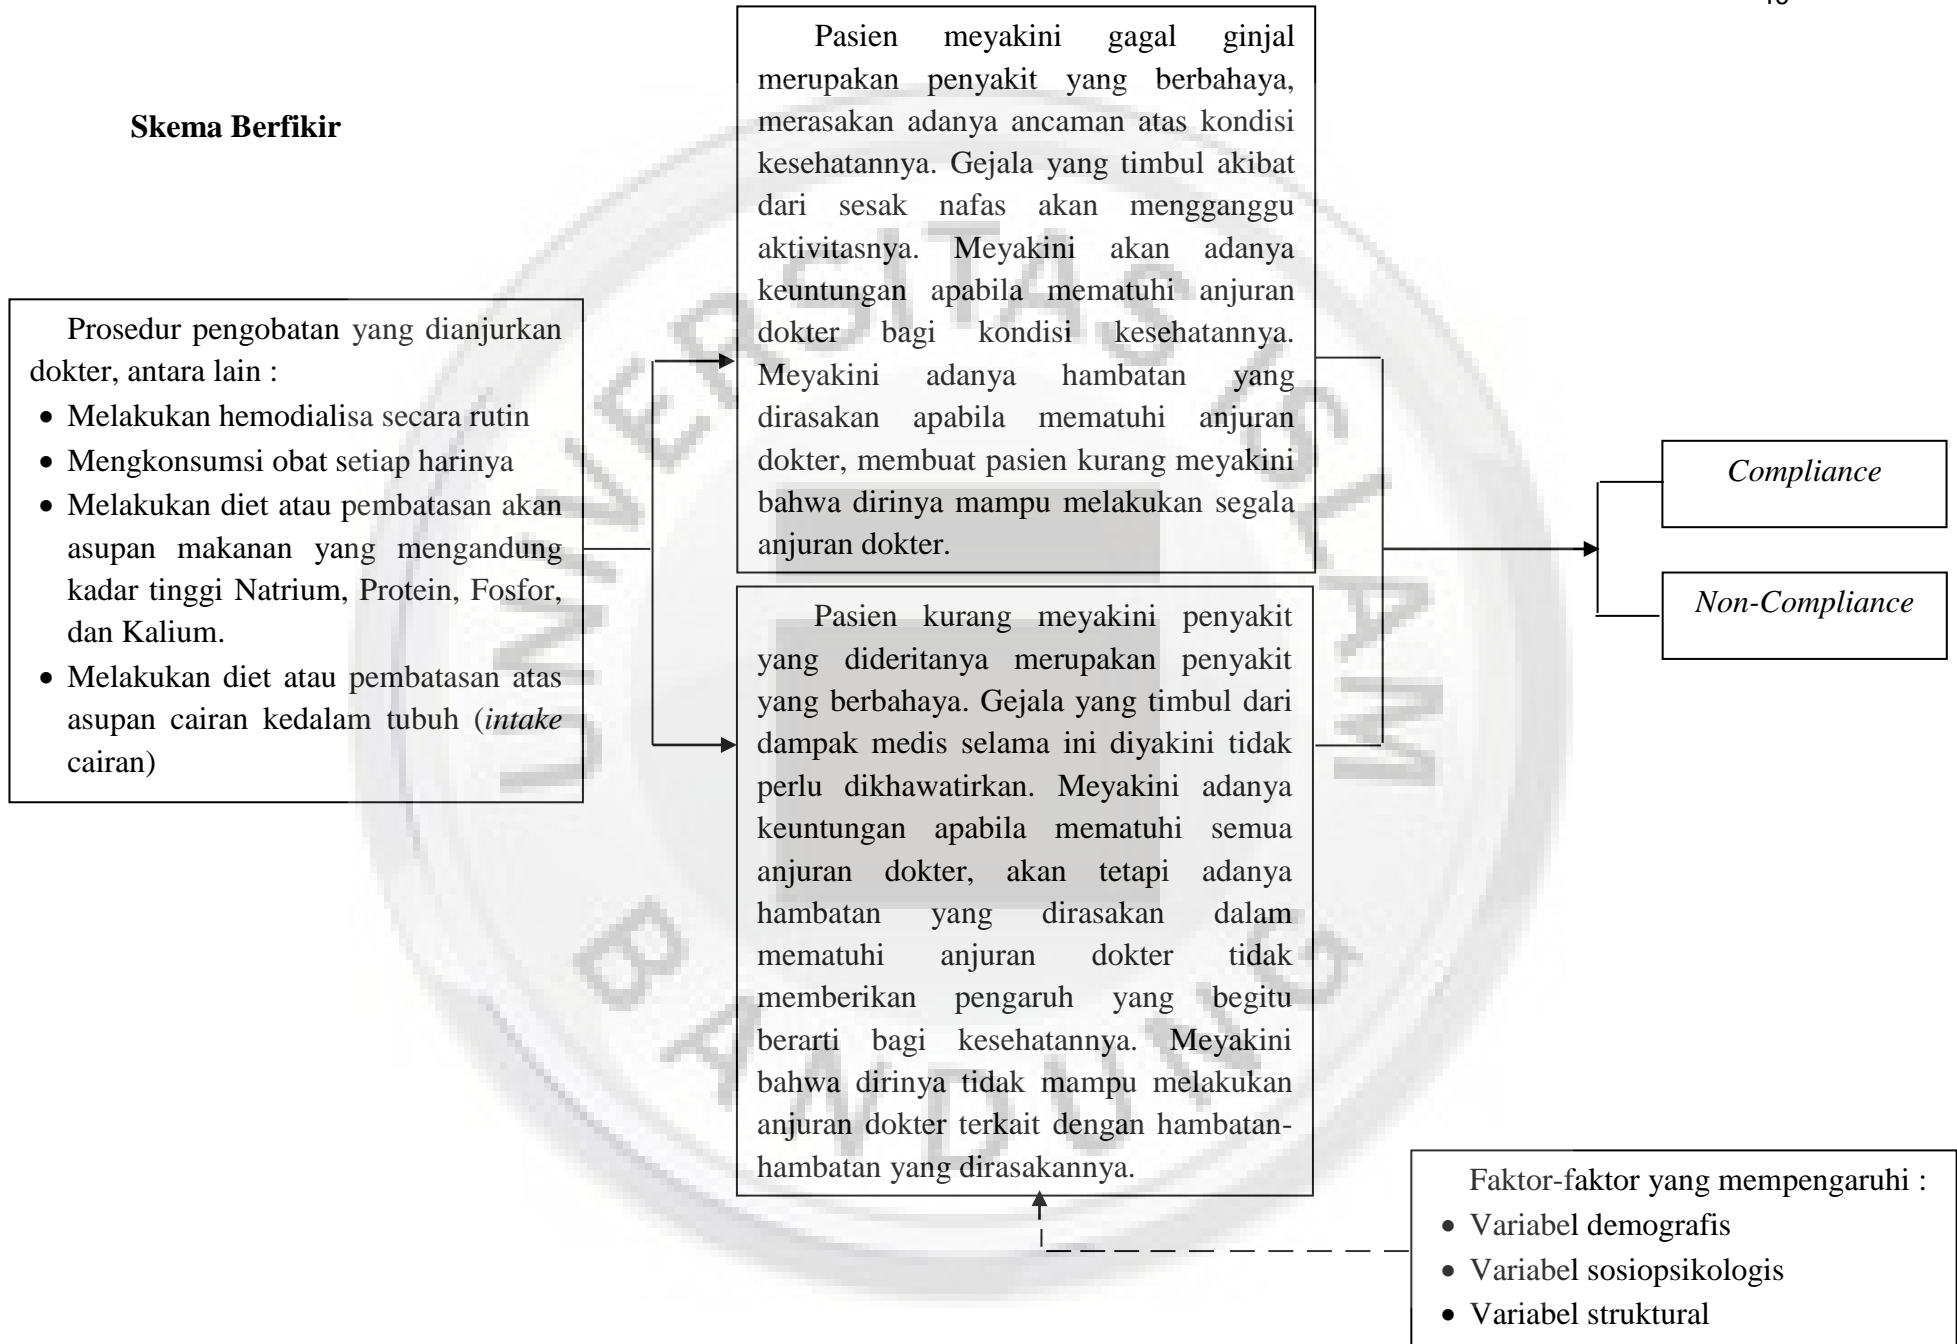 Skema Berfikir
Prosedur pengobatan yang dianjurkan
dokter, antara lain :
• Melakukan hemodialisa secara rutin
• Mengkonsumsi obat setiap harinya
• Melakukan diet atau pembatasan akan
asupan makanan yang mengandung
kadar tinggi Natrium, Protein, Fosfor,
dan Kalium.
• Melakukan diet atau pembatasan atas
asupan cairan kedalam tubuh (intake
cairan)
Pasien meyakini gagal ginjal
merupakan penyakit yang berbahaya,
merasakan adanya ancaman atas kondisi
kesehatannya. Gejala yang timbul akibat
dari sesak nafas akan mengganggu
aktivitasnya. Meyakini akan adanya
keuntungan apabila mematuhi anjuran
dokter bagi kondisi kesehatannya.
Meyakini adanya hambatan yang
dirasakan apabila mematuhi anjuran
dokter, membuat pasien kurang meyakini
bahwa dirinya mampu melakukan segala
anjuran dokter.
Pasien kurang meyakini penyakit
yang dideritanya merupakan penyakit
yang berbahaya. Gejala yang timbul dari
dampak medis selama ini diyakini tidak
perlu dikhawatirkan. Meyakini adanya
keuntungan apabila mematuhi semua
anjuran dokter, akan tetapi adanya
hambatan yang dirasakan dalam
mematuhi anjuran dokter tidak
memberikan pengaruh yang begitu
berarti bagi kesehatannya. Meyakini
bahwa dirinya tidak mampu melakukan
anjuran dokter terkait dengan hambatan-
hambatan yang dirasakannya.
Compliance
Non-Compliance
Faktor-faktor yang mempengaruhi :
• Variabel demografis
• Variabel sosiopsikologis
• Variabel struktural
UNIVERSITAS ISLAM
BANDUNG